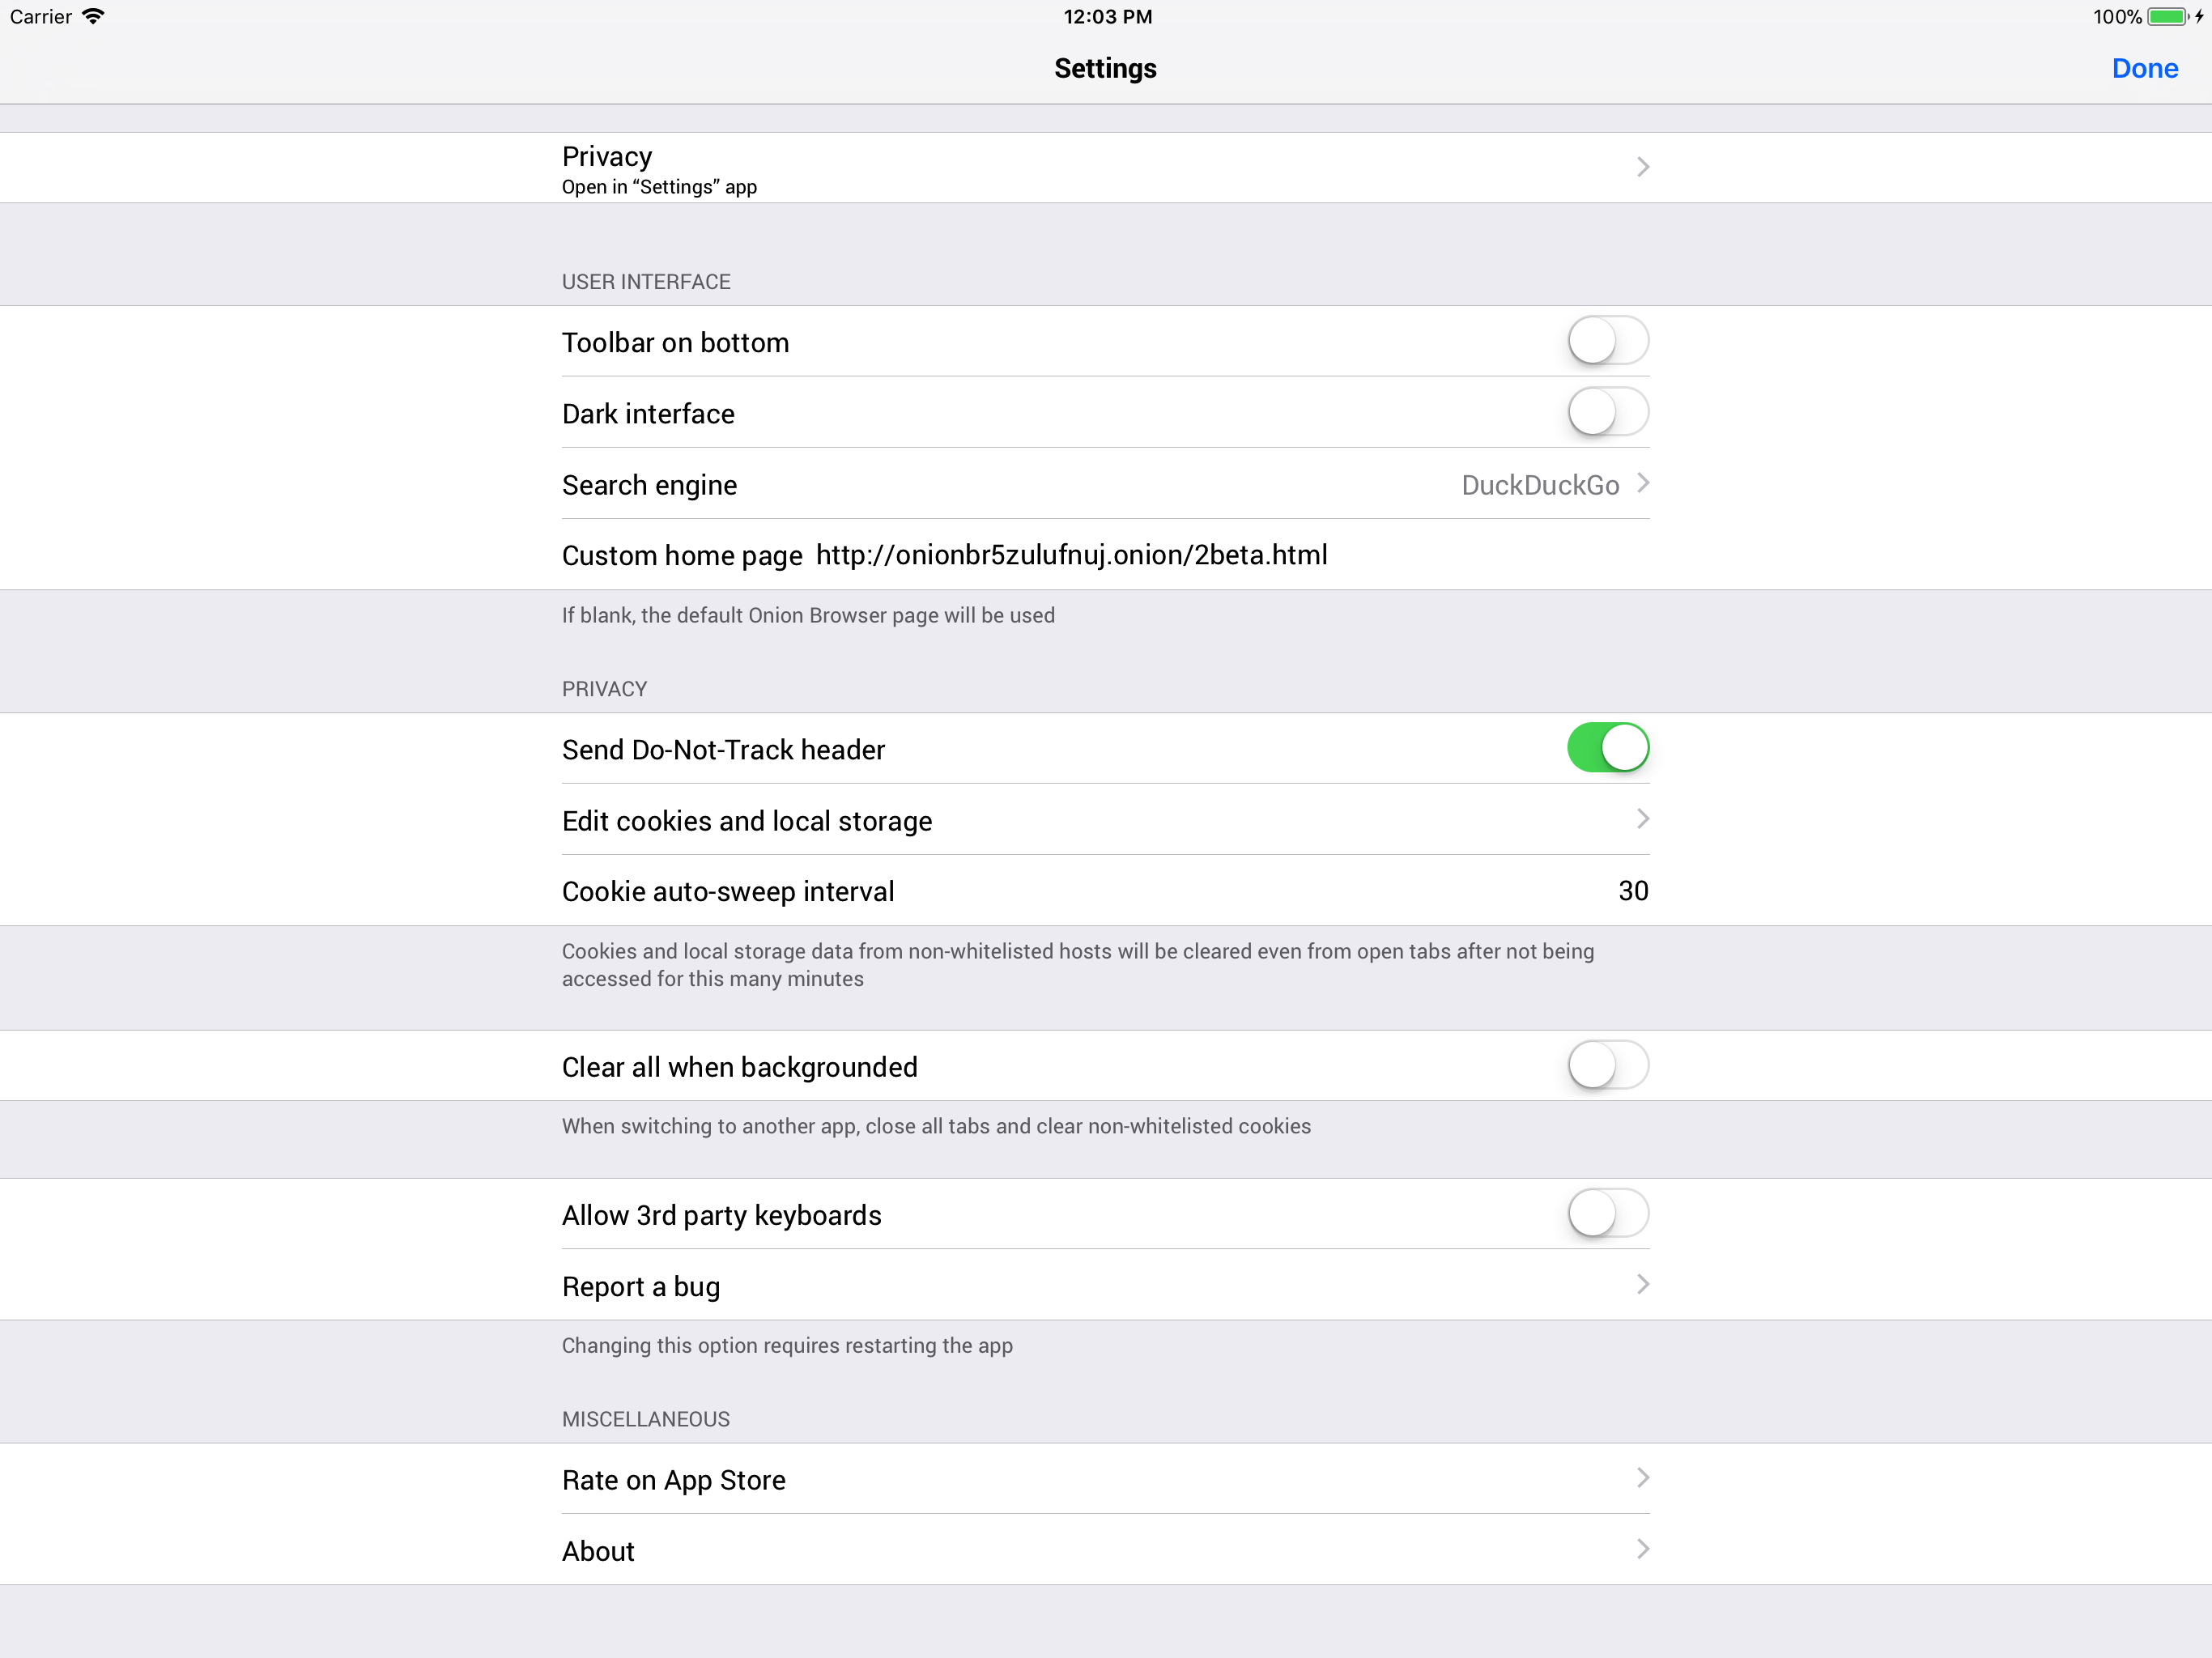 Carrier 12:03 PM 100%
Settings Done
Privacy
Open in “Settings” app
USER INTERFACE
Toolbar on bottom
Dark interface
Search engine DuckDuckGo
Custom home page http://onionbr5zulufnuj.onion/2beta.html
If blank, the default Onion Browser page will be used
PRIVACY
Send Do-Not-Track header
Edit cookies and local storage
Cookie auto-sweep interval 30
Cookies and local storage data from non-whitelisted hosts will be cleared even from open tabs after not being
accessed for this many minutes
Clear all when backgrounded
When switching to another app, close all tabs and clear non-whitelisted cookies
Allow 3rd party keyboards
Report a bug
Changing this option requires restarting the app
MISCELLANEOUS
Rate on App Store
About